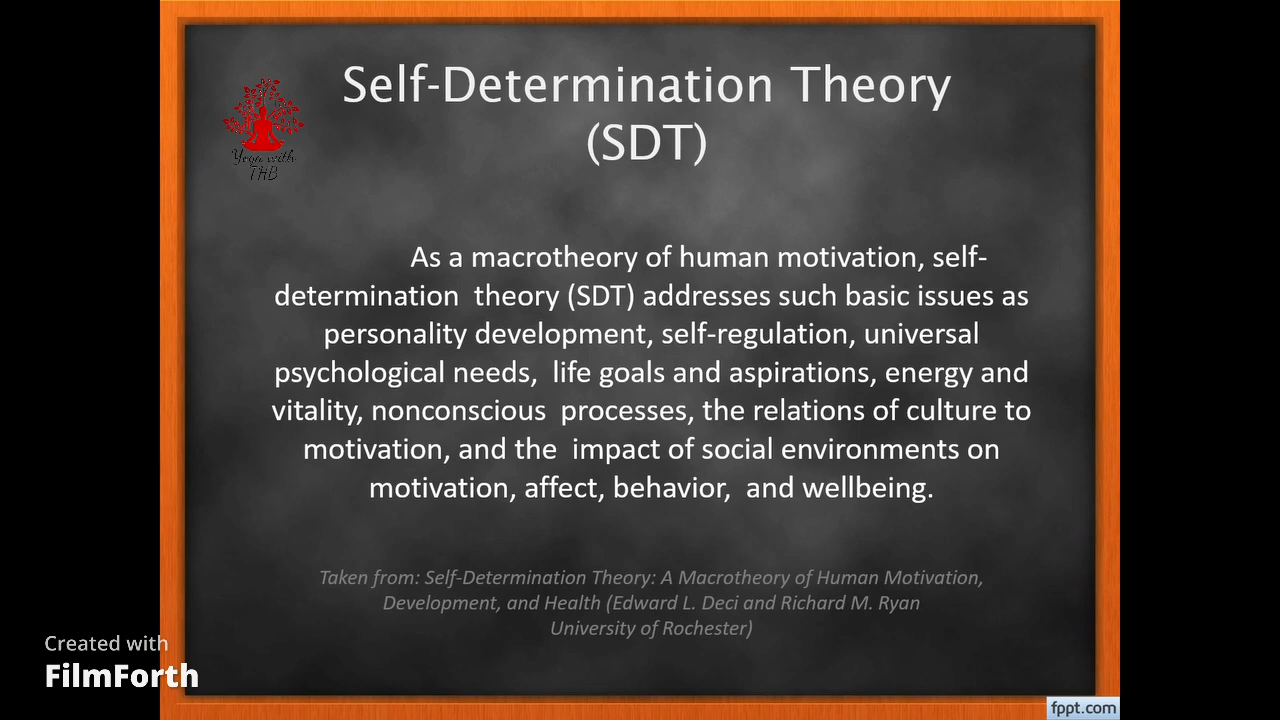 Self-Determination Theory
(SDT)
Yoga with
THB
As a macrotheory of human motivation, self-
determination theory (SDT) addresses such basic issues as
personality development, self-regulation, universal
psychological needs, life goals and aspirations, energy and
vitality, nonconscious processes, the relations of culture to
motivation, and the impact of social environments on
motivation, affect, behavior, and wellbeing.
Taken from: Self-Determination Theory: A Macrotheory of Human Motivation,
Development, and Health (Edward L. Deci and Richard M. Ryan
University of Rochester)
Created with
FilmForth
fppt.com